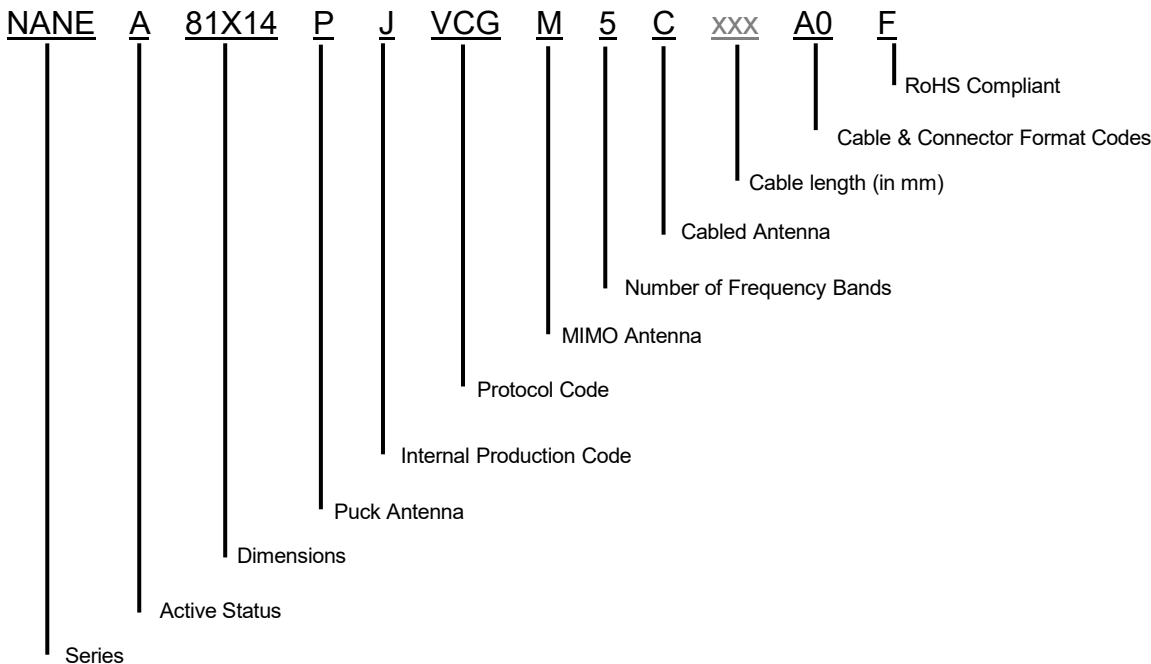 NANE A 81X14 P J VCG M 5 C xxx A0 F
RoHS Compliant
Cable & Connector Format Codes
Cable length (in mm)
Cabled Antenna
Number of Frequency Bands
MIMO Antenna
Protocol Code
Internal Production Code
Puck Antenna
Dimensions
Active Status
Series